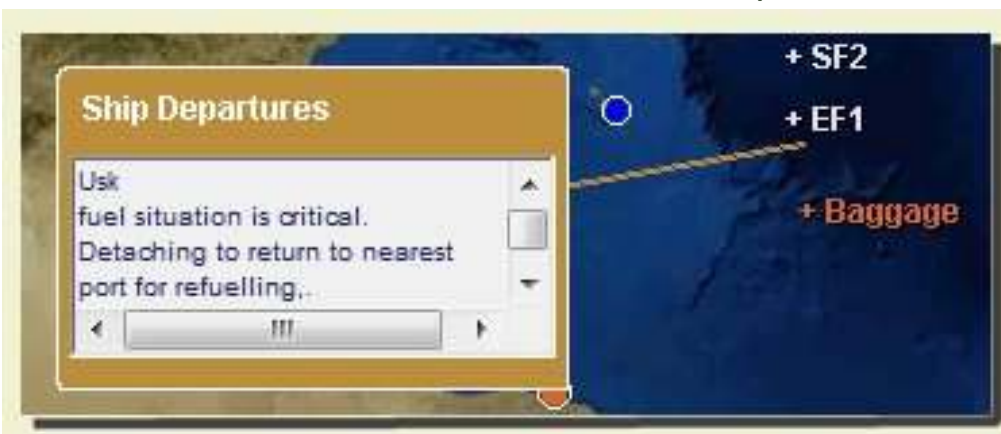 + SF2
Ship Departures
+ EF1
Usk
fuel situation is critical.
Detaching to return to nearest
port for refuelling,.
+ Baggage